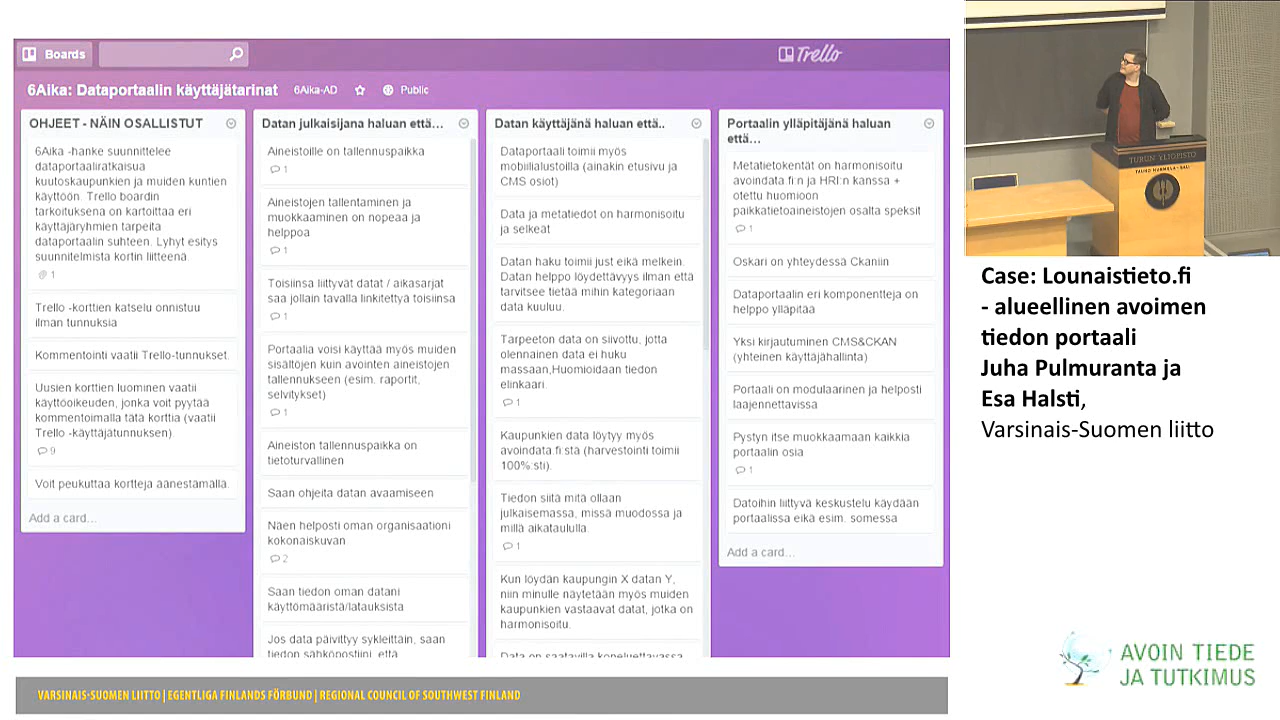 Boards
Trello
6Aika: Dataportaalin käyttäjätarinat
6Aika-AD
Public
OHJEET - NÄIN OSALLISTUT
6Aika -hanke suunnittelee
dataportaaliratkaisua
kuutoskaupunkien ja muiden kuntien
käyttöön. Trello boardin
tarkoituksena on kartoittaa eri
käyttäjäryhmien tarpeita
dataportaalin suhteen. Lyhyt esitys
suunnitelmista kortin liitteenä.
1
Trello -korttien katselu onnistuu
ilman tunnuksia
Kommentointi vaatii Trello-tunnukset.
Uusien korttien luominen vaatii
käyttöoikeuden, jonka voit pyytää
kommentoimalla tätä korttia (vaatii
Trello -käyttäjätunnuksen).
9
Voit peukuttaa kortteja äänestämällä.
Add a card...
Datan julkaisijana haluan että...
Aineistoille on tallennuspaikka
1
Aineistojen tallentaminen ja
muokkaaminen on nopeaa ja
helppoa
1
Toisiinsa liittyvät datat / aikasarjat
saa jollain tavalla linkitettyä toisiinsa
1
Portaalia voisi käyttää myös muiden
sisältöjen kuin avointen aineistojen
tallennukseen (esim. raportit,
selvitykset)
1
Aineiston tallennuspaikka on
tietoturvallinen
Saan ohjeita datan avaamiseen
Näen helposti oman organisaationi
kokonaiskuvan
2
Saan tiedon oman datani
käyttömääristä/latauksista
Jos data päivittyy sykleittäin, saan
tiedon sähköpostiini, että
Datan käyttäjänä haluan että..
Dataportaali toimii myös
mobiilialustoilla (ainakin etusivu ja
CMS osiot)
Data ja metatiedot on harmonisoitu
ja selkeät
Datan haku toimii just eikä melkein.
Datan helppo löydettävyys ilman että
tarvitsee tietää mihin kategoriaan
data kuuluu.
Tarpeeton data on siivottu, jotta
olennainen data ei huku
massaan,Huomioidaan tiedon
elinkaari.
1
Kaupunkien data löytyy myös
avoindata.fi:stä (harvestointi toimii
100%:sti).
Tiedon siitä mitä ollaan
julkaisemassa, missä muodossa ja
millä aikataululla.
1
Kun löydän kaupungin X datan Y,
niin minulle näytetään myös muiden
kaupunkien vastaavat datat, jotka on
harmonisoitu.
Data on saatavilla koneluettavassa
Portaalin ylläpitäjänä haluan
että...
Metatietokentät on harmonisoitu
avoindata.fi:n ja HRI:n kanssa +
otettu huomioon
paikkatietoaineistojen osalta speksit
1
Oskari on yhteydessä Ckaniin
Dataportaalin eri komponentteja on
helppo ylläpitää
Yksi kirjautuminen CMS&CKAN
(yhteinen käyttäjähallinta)
Portaali on modulaarinen ja helposti
laajennettavissa
Pystyn itse muokkaamaan kaikkia
portaalin osia
1
Datoihin liittyvä keskustelu käydään
portaalissa eikä esim. somessa
Add a card...
VARSINAIS-SUOMEN LIITTO | EGENTLIGA FINLANDS FÖRBUND | REGIONAL COUNCIL OF SOUTHWEST FINLAND
TURUN YLIOPISTO
TAUNO NURMELA -SALI
Case: Lounaistieto.fi
- alueellinen avoimen
tiedon portaali
Juha Pulmuranta ja
Esa Halsti,
Varsinais-Suomen liitto
AVOIN TIEDE
JA TUTKIMUS